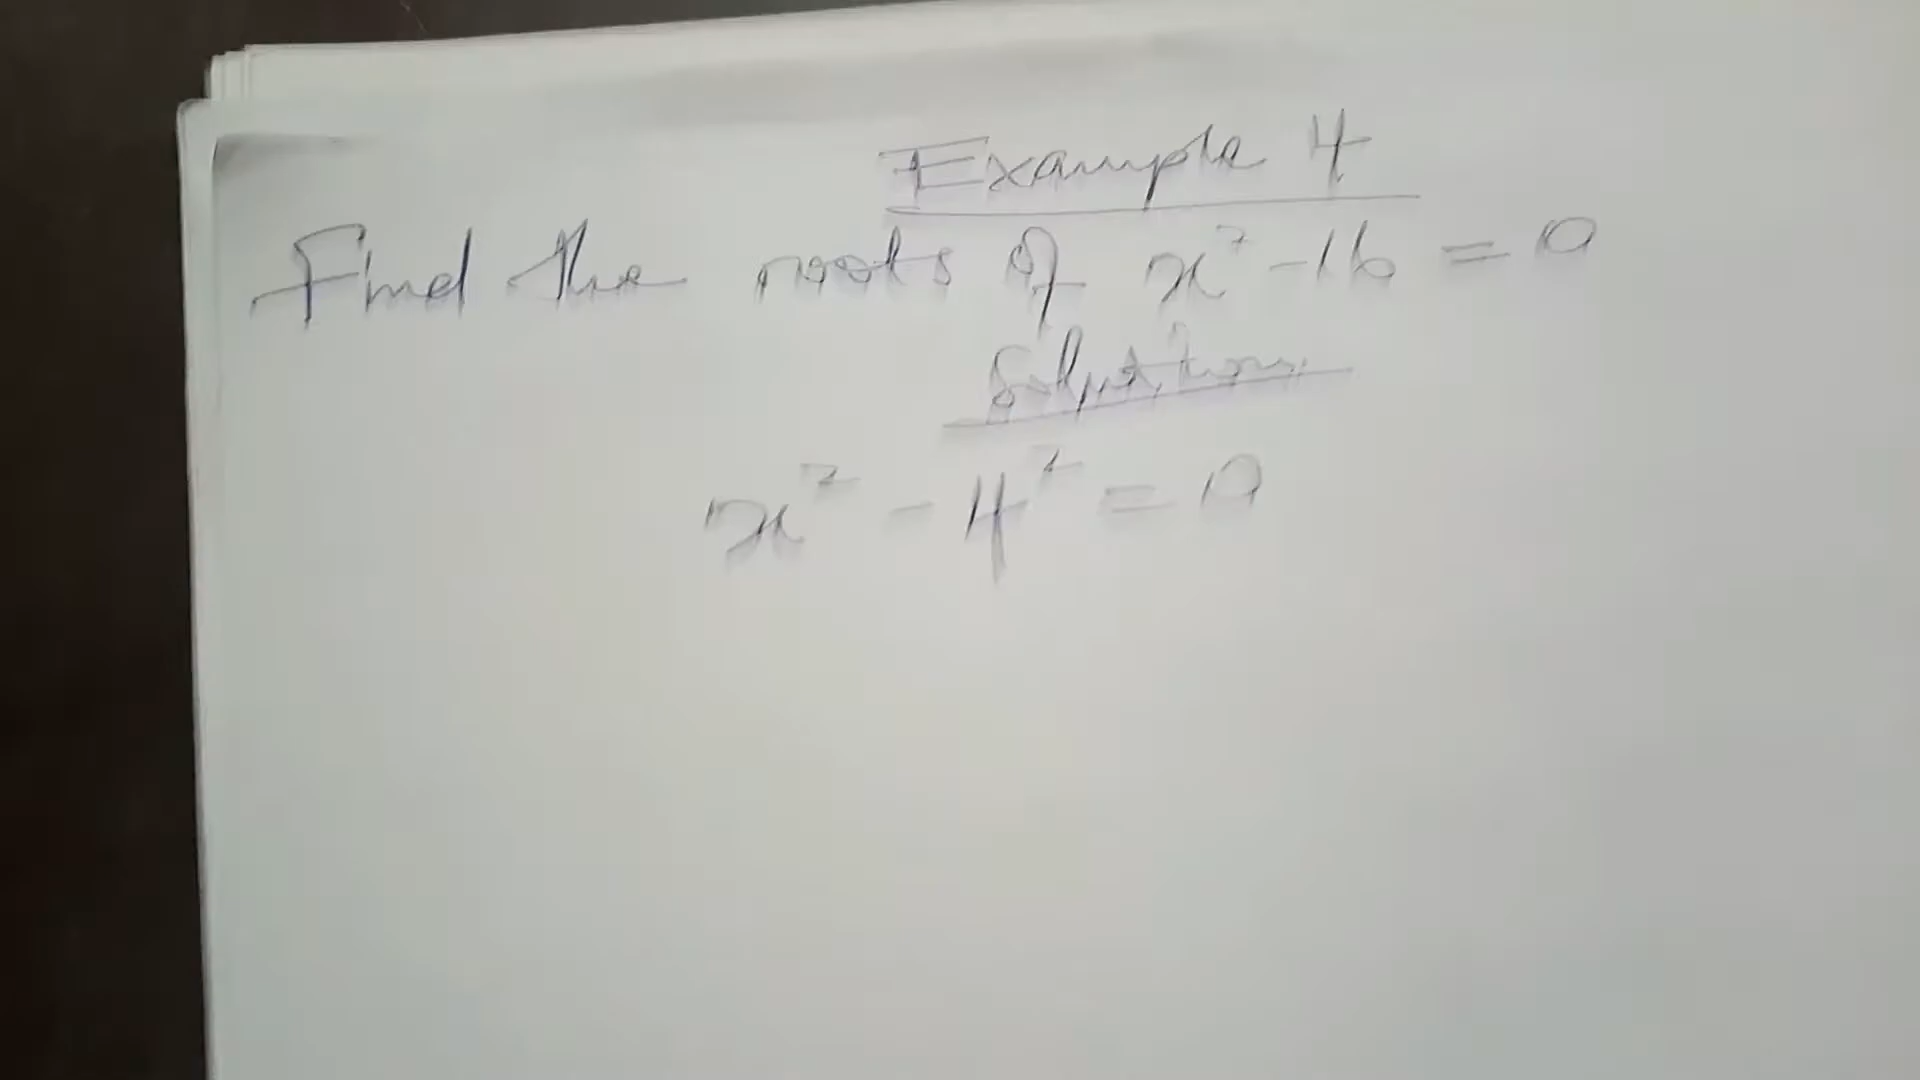 Example 4
Find the roots of x² - 16 = 0
Solution
x² - 4² = 0